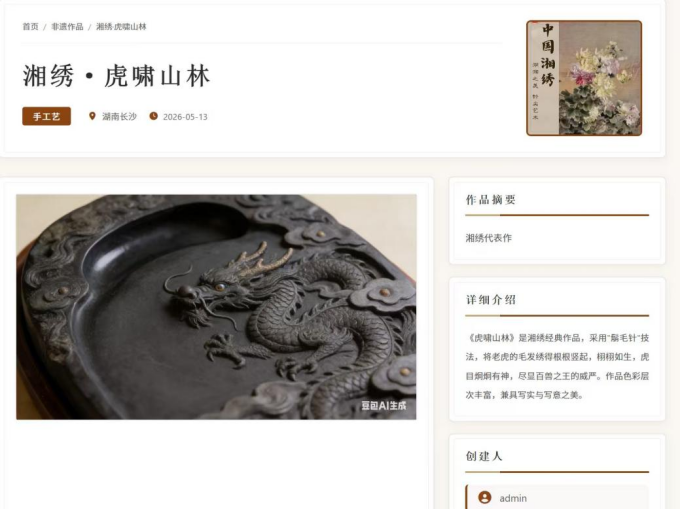 首页 / 非遗作品 / 湘绣·虎啸山林
湘绣·虎啸山林
手工艺
湖南长沙
2026-05-13
中国湘绣
豆包AI生成
作品摘要
湘绣代表作
详细介绍
《虎啸山林》是湘绣经典作品，采用"鬅毛针"技
法，将老虎的毛发绣得根根竖起，栩栩如生，虎
目炯炯有神，尽显百兽之王的威严。作品色彩层
次丰富，兼具写实与写意之美。
创建人
admin